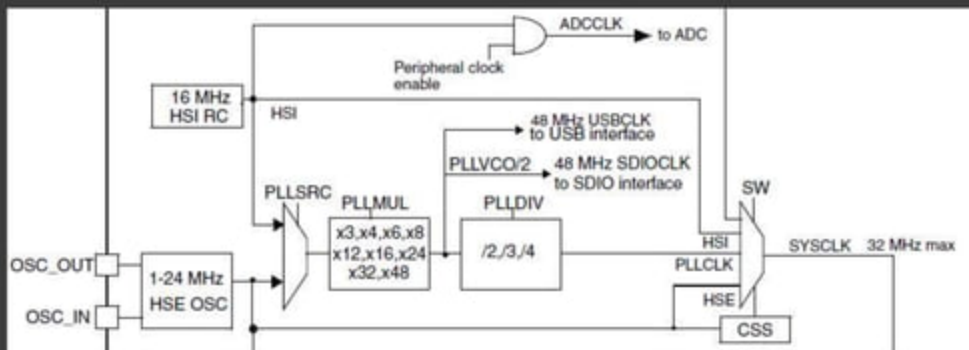 ADCCLK
to ADC
Peripheral clock
enable
16 MHz
HSI RC
HSI
48 MHz USBCLK
to USB interface
PLLVCO/2
48 MHz SDIOCLK
to SDIO interface
PLLSRC
PLLMUL
PLLDIV
SW
x3,x4,x6,x8
x12,x16,x24
x32,x48
/2,/3,/4
HSI
SYSCLK
32 MHz max
PLLCLK
OSC_OUT
1-24 MHz
HSE OSC
OSC_IN
HSE
CSS